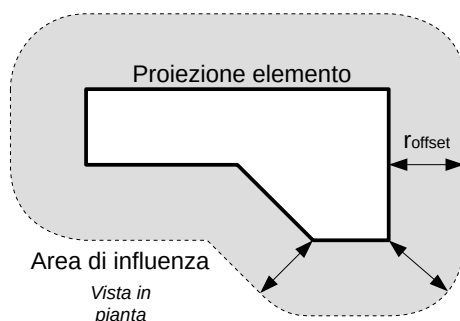 Proiezione elemento
roffset
Area di influenza
Vista in
pianta